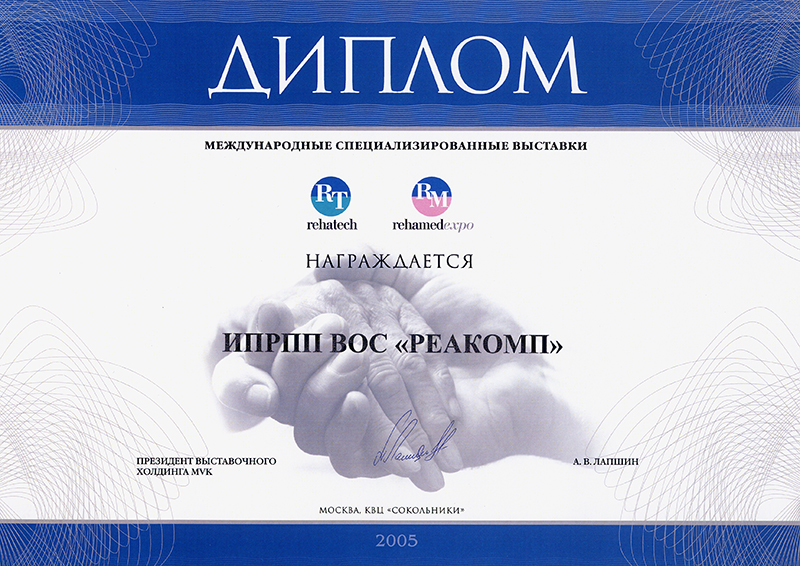 ДИПЛОМ
МЕЖДУНАРОДНЫЕ СПЕЦИАЛИЗИРОВАННЫЕ ВЫСТАВКИ
RT RM
rehatech rehamedexpo
НАГРАЖДАЕТСЯ
ИПРПП ВОС «РЕАКОМП»
ПРЕЗИДЕНТ ВЫСТАВОЧНОГО
ХОЛДИНГА MVK
А. В. ЛАПШИН
МОСКВА, КВЦ «СОКОЛЬНИКИ»
2005